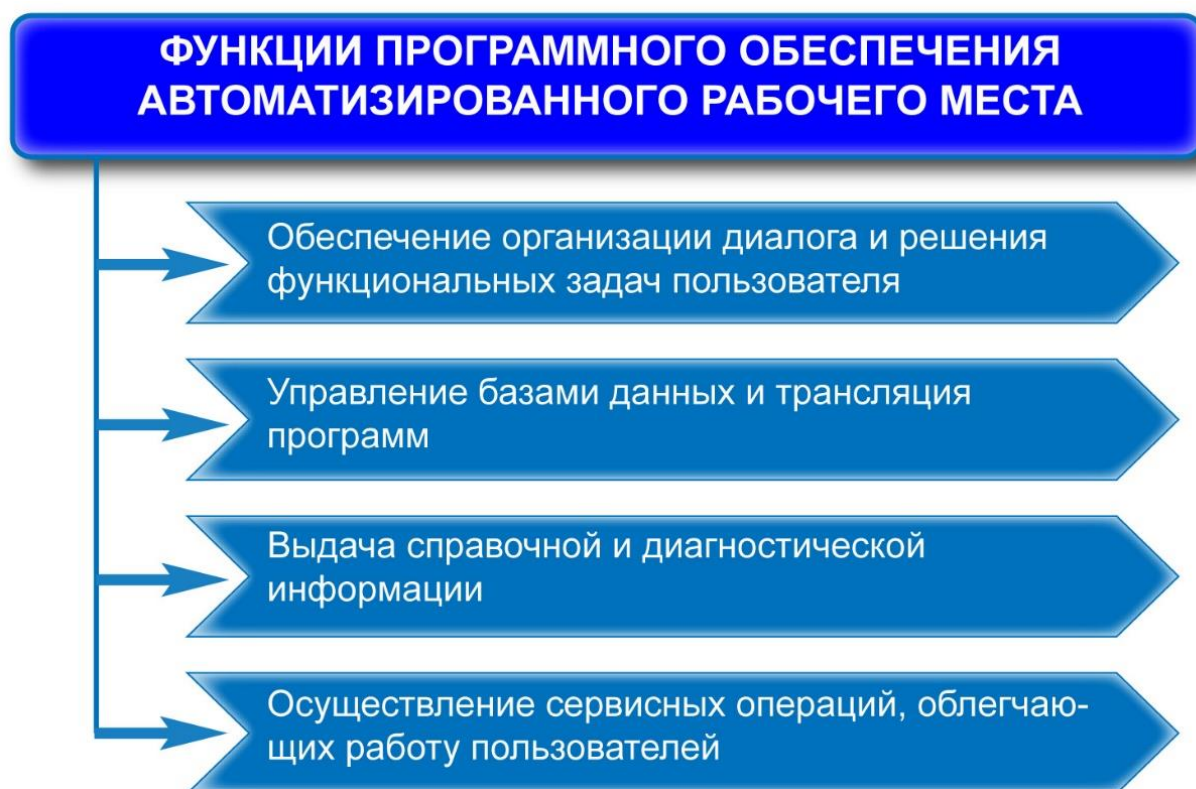 ФУНКЦИИ ПРОГРАММНОГО ОБЕСПЕЧЕНИЯ
АВТОМАТИЗИРОВАННОГО РАБОЧЕГО МЕСТА
Обеспечение организации диалога и решения
функциональных задач пользователя
Управление базами данных и трансляция
программ
Выдача справочной и диагностической
информации
Осуществление сервисных операций, облегчаю-
щих работу пользователей